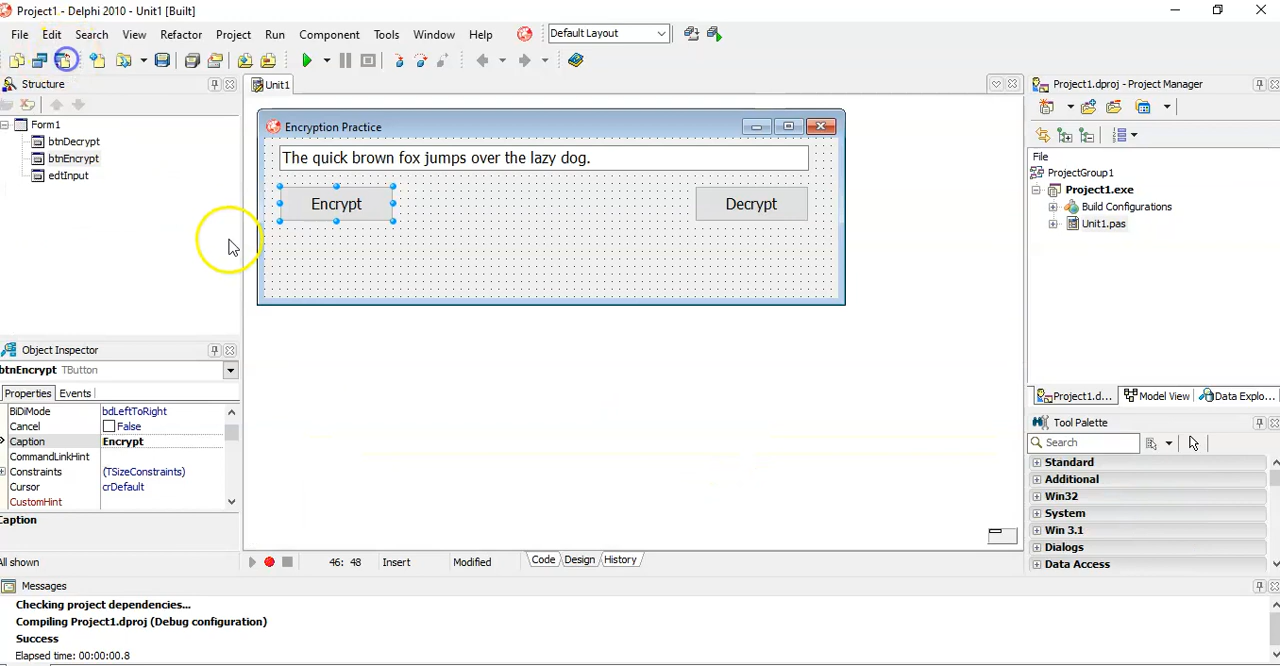 Project1 - Delphi 2010 - Unit1 [Built]
File Edit Search View Refactor Project Run Component Tools Window Help Default Layout
Structure
Form1
btnDecrypt
btnEncrypt
edtInput
Object Inspector
btnEncrypt TButton
Properties Events
BiDiMode bdLeftToRight
Cancel False
Caption Encrypt
CommandLinkHint
Constraints (TSizeConstraints)
Cursor crDefault
CustomHint
Caption
All shown
Unit1
Encryption Practice
The quick brown fox jumps over the lazy dog.
Encrypt Decrypt
46: 48 Insert Modified Code Design History
Project1.dproj - Project Manager
File
ProjectGroup1
Project1.exe
Build Configurations
Unit1.pas
Project1.d... Model View Data Explo...
Tool Palette
Search
Standard
Additional
Win32
System
Win 3.1
Dialogs
Data Access
Messages
Checking project dependencies...
Compiling Project1.dproj (Debug configuration)
Success
Elapsed time: 00:00:00.8